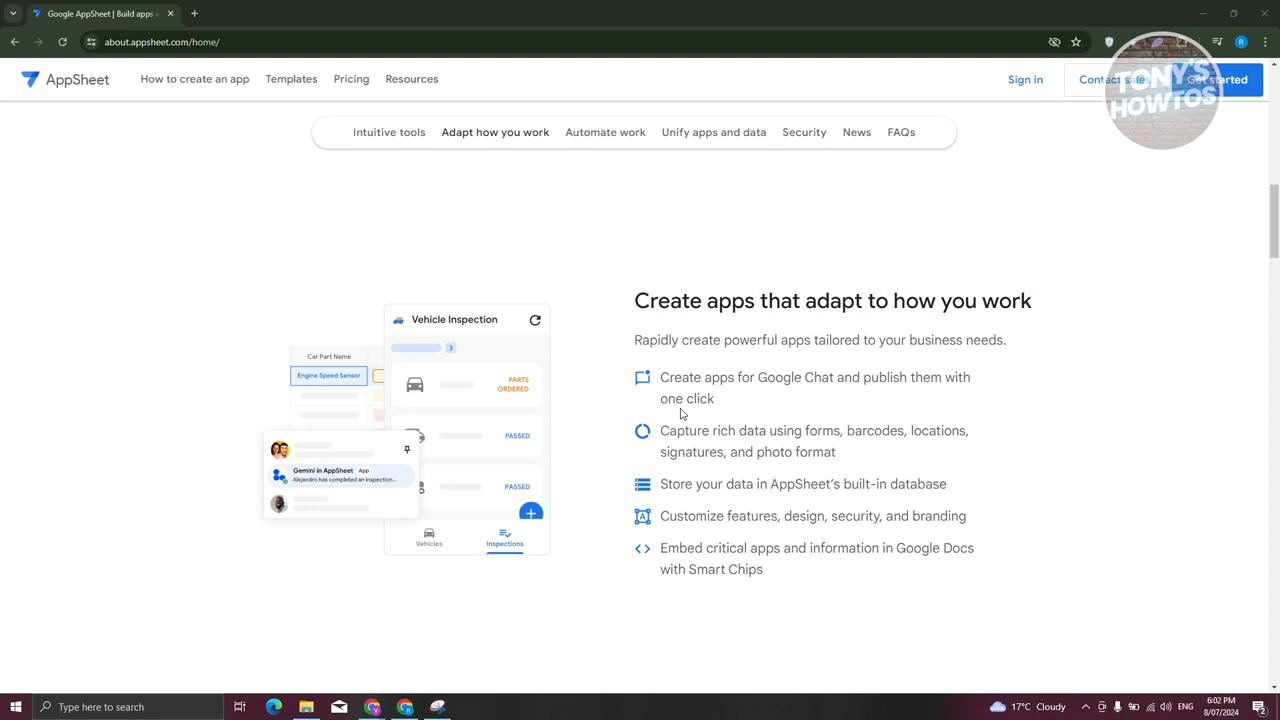 Google AppSheet | Build apps
about.appsheet.com/home/
R
AppSheet
How to create an app
Templates
Pricing
Resources
Sign in
Contact sales
Get started
TONY'S
HOWTOS
Intuitive tools
Adapt how you work
Automate work
Unify apps and data
Security
News
FAQs
Vehicle Inspection
3
Car Part Name
Engine Speed Sensor
PARTS
ORDERED
PASSED
Gemini in AppSheet App
Alejandro has completed an inspection...
PASSED
Vehicles
Inspections
Create apps that adapt to how you work
Rapidly create powerful apps tailored to your business needs.
Create apps for Google Chat and publish them with
one click
Capture rich data using forms, barcodes, locations,
signatures, and photo format
Store your data in AppSheet's built-in database
Customize features, design, security, and branding
Embed critical apps and information in Google Docs
with Smart Chips
Type here to search
17°C Cloudy
ENG
6:02 PM
8/07/2024
2